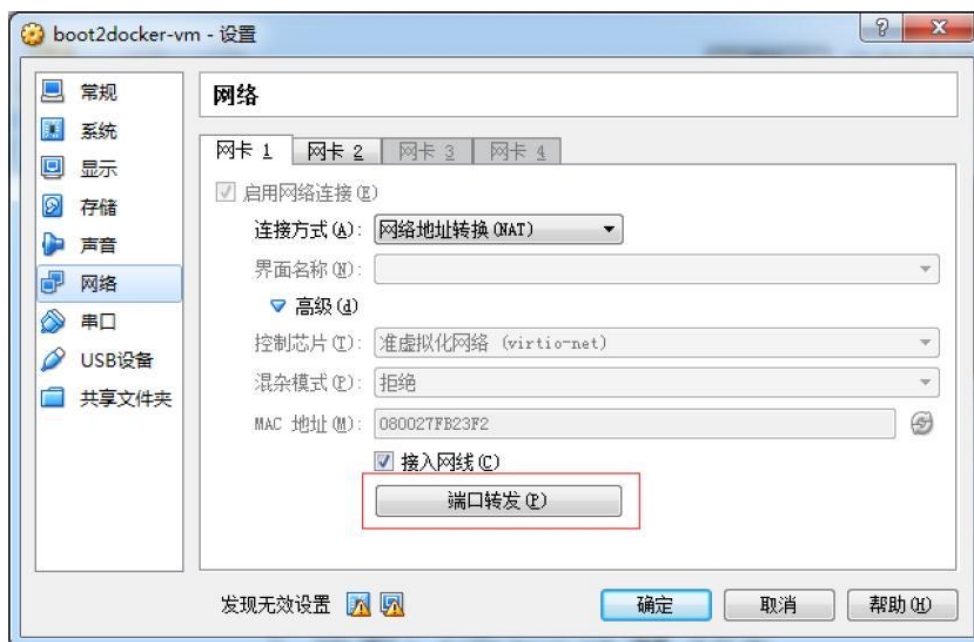 boot2docker-vm - 设置
常规
系统
显示
存储
声音
网络
串口
USB设备
共享文件夹
网络
网卡 1 网卡 2 网卡 3 网卡 4
启用网络连接(E)
连接方式(A): 网络地址转换(NAT)
界面名称(N):
高级(d)
控制芯片(T): 准虚拟化网络 (virtio-net)
混杂模式(P): 拒绝
MAC 地址(M): 080027FB23F2
接入网线(C)
端口转发(P)
发现无效设置
确定 取消 帮助(H)